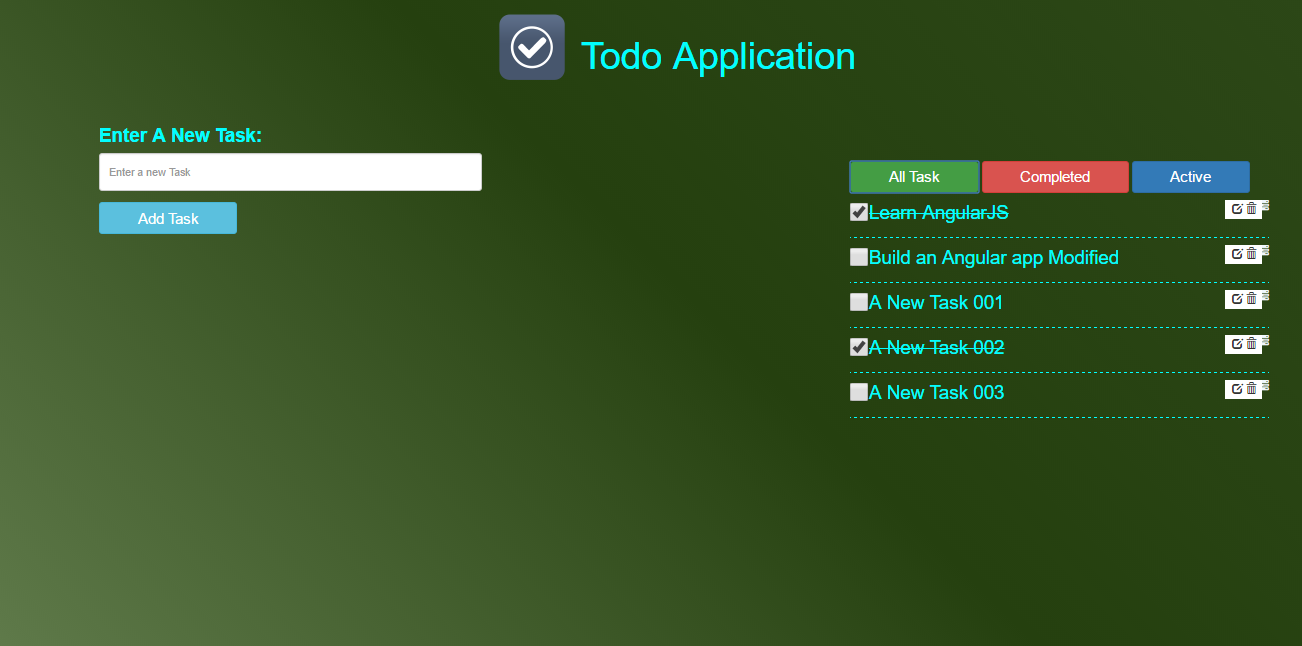 Todo Application
Enter A New Task:
Enter a new Task
Add Task
All Task Completed Active
Learn AngularJS
Build an Angular app Modified
A New Task 001
A New Task 002
A New Task 003